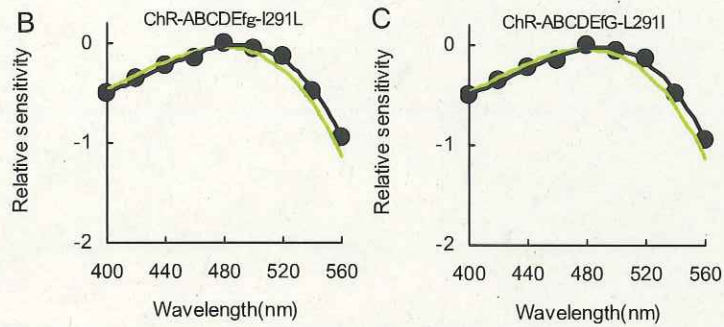 B
ChR-ABCDEfg-I291L
Relative sensitivity
0
-1
-2
400 440 480 520 560
Wavelength(nm)
C
ChR-ABCDEfG-L291I
Relative sensitivity
0
-1
-2
400 440 480 520 560
Wavelength(nm)